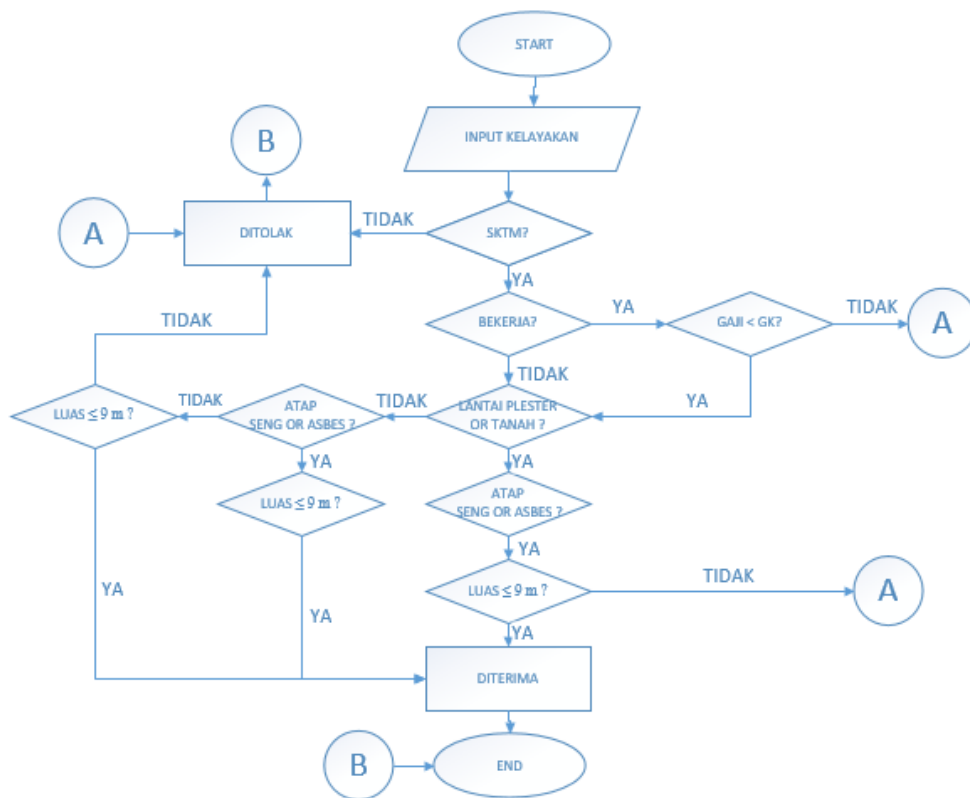 START
INPUT KELAYAKAN
B
A
DITOLAK
TIDAK
SKTM?
YA
BEKERJA?
YA
GAJI < GK?
TIDAK
A
TIDAK
TIDAK
YA
LUAS ≤ 9 m ?
TIDAK
ATAP
SENG OR ASBES ?
TIDAK
LANTAI PLESTER
OR TANAH ?
YA
YA
LUAS ≤ 9 m ?
ATAP
SENG OR ASBES ?
YA
LUAS ≤ 9 m ?
TIDAK
A
YA
YA
YA
DITERIMA
B
END